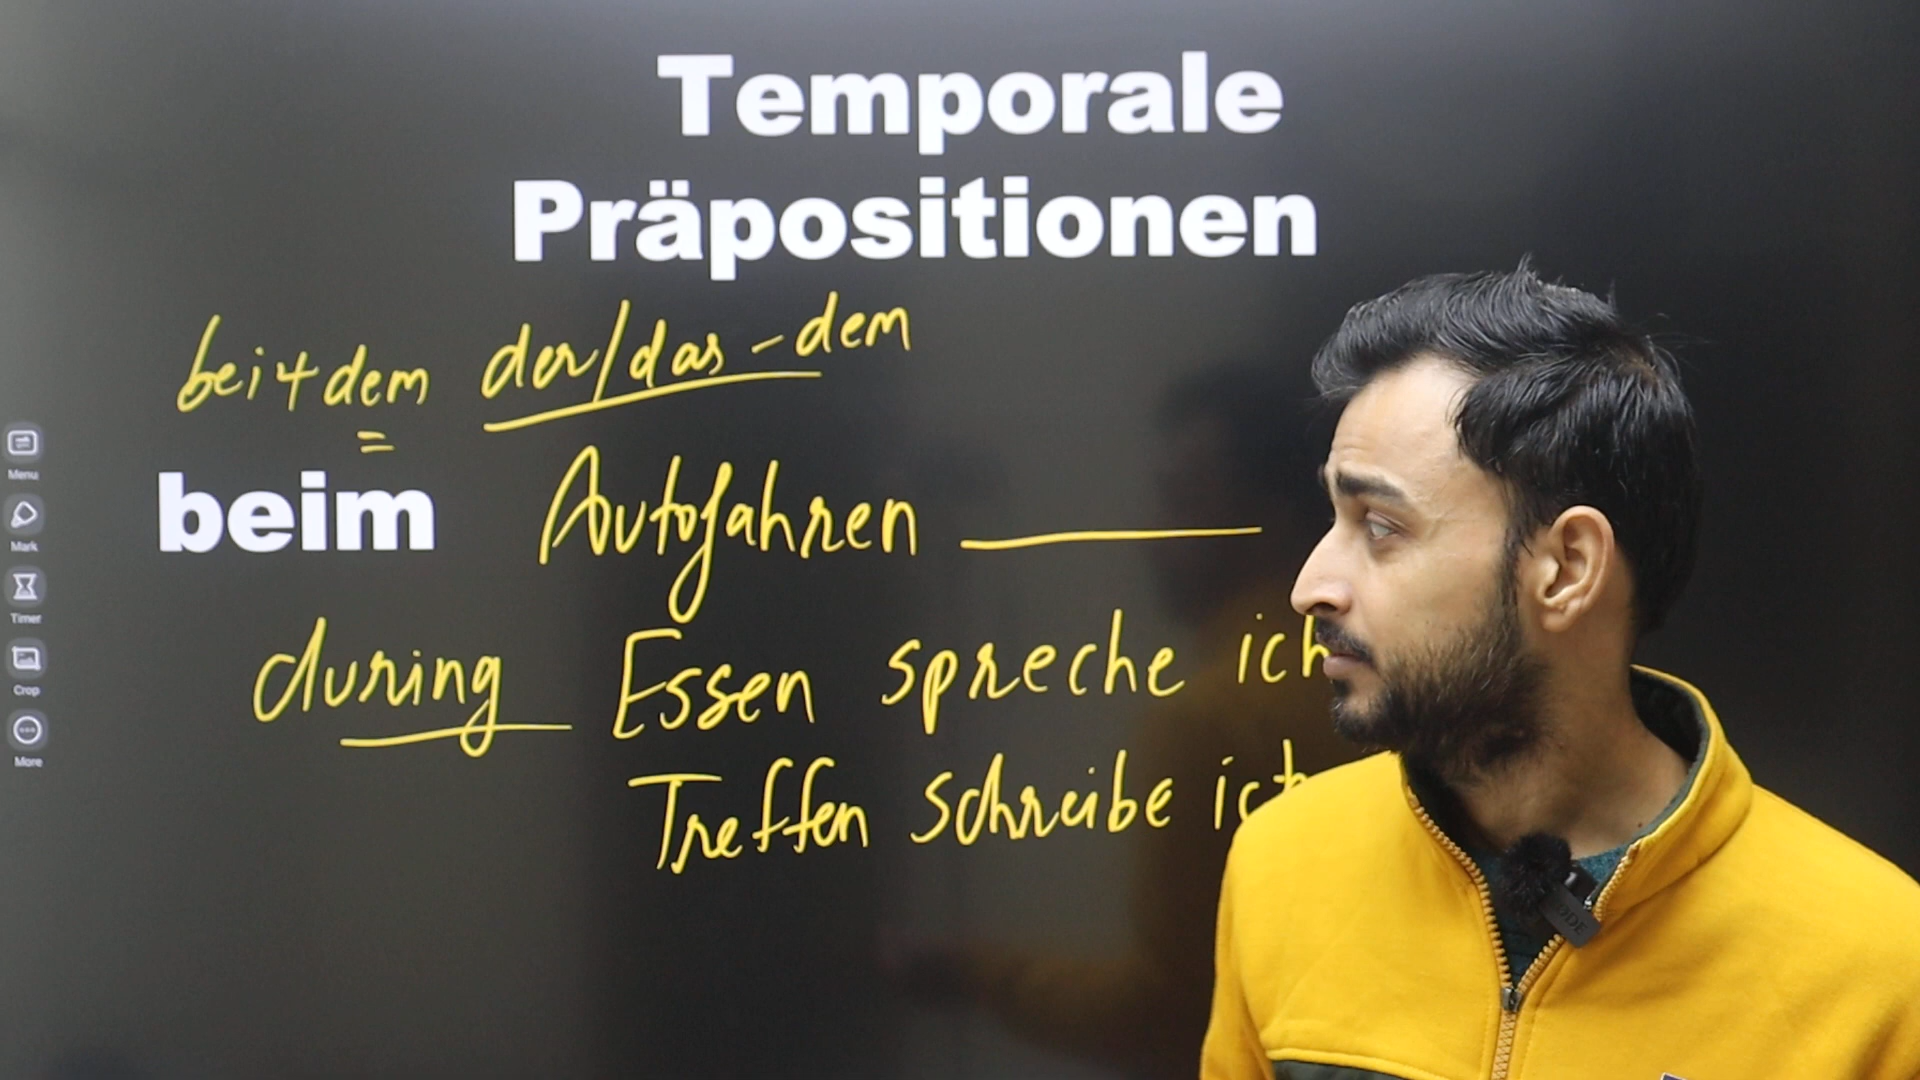 Temporale
Präpositionen
bei + dem der/das - dem
beim Autofahren
during Essen spreche ich
Treffen schreibe ich
Menu
Mark
Timer
Crop
More